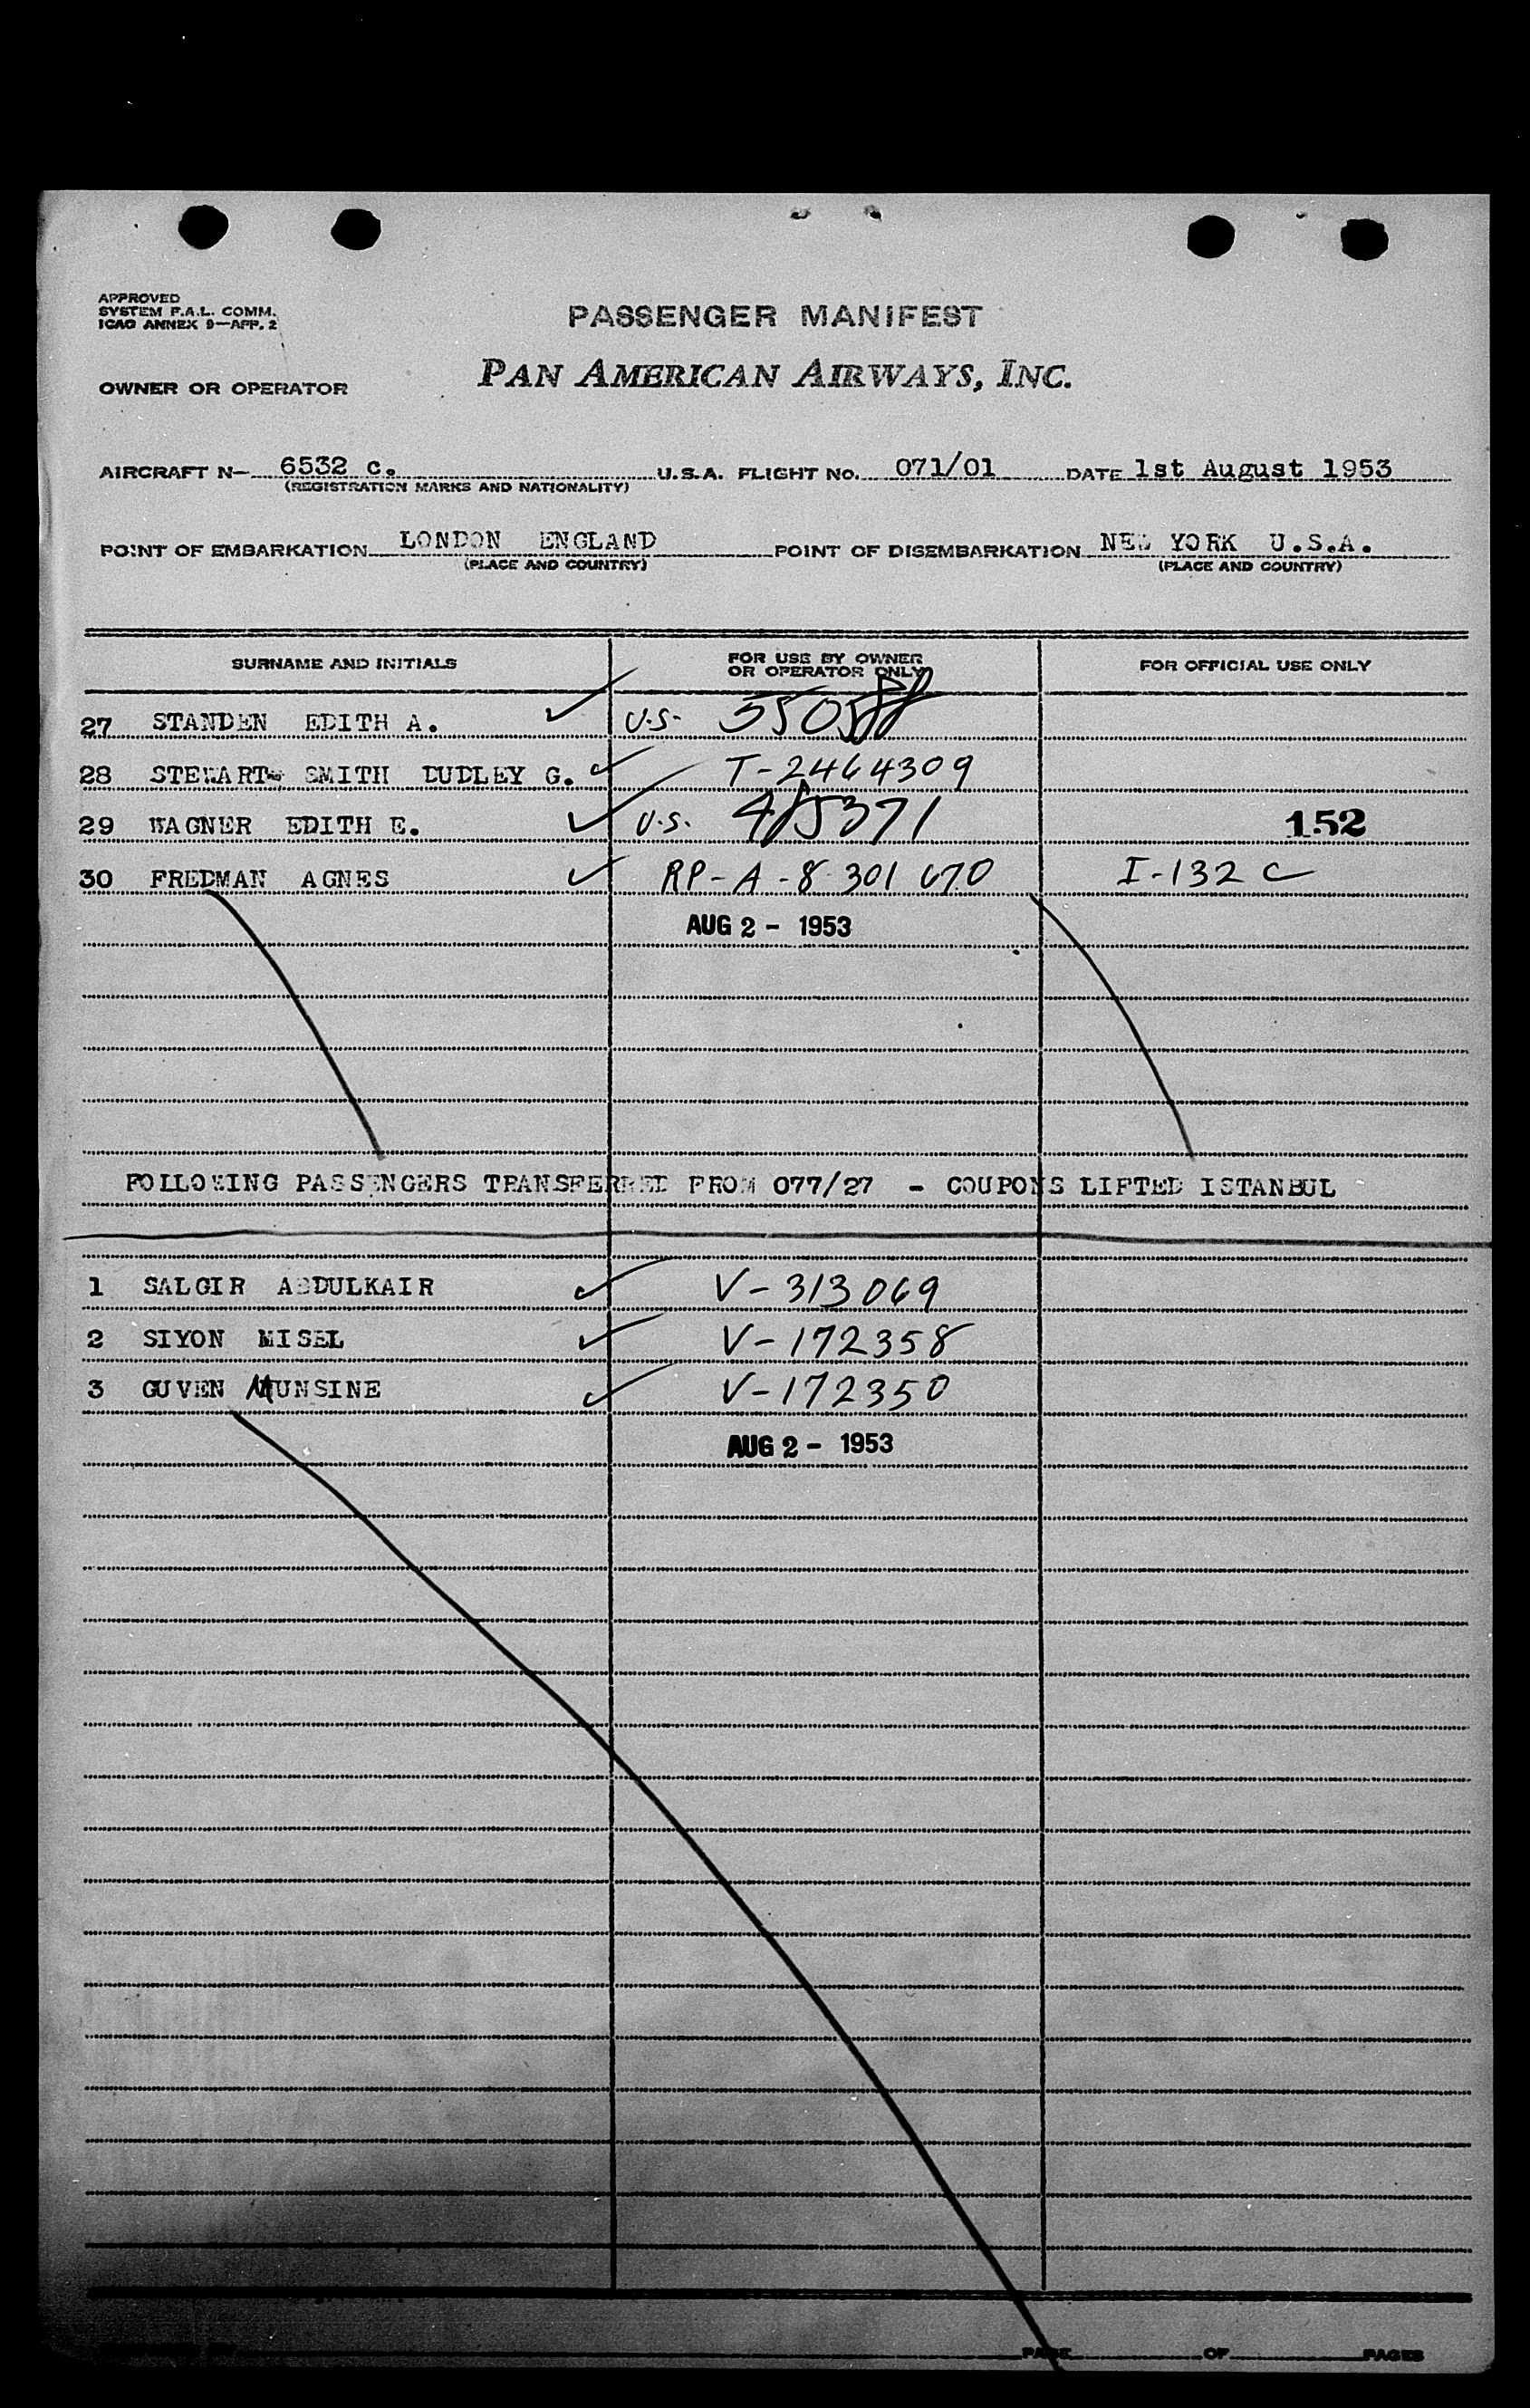 APPROVED
SYSTEM F.A.L. COMM.
ICAO ANNEX 9—APP. 2
PASSENGER MANIFEST
PAN AMERICAN AIRWAYS, INC.
OWNER OR OPERATOR
AIRCRAFT N— 6532 c. U.S.A. FLIGHT NO. 071/01 DATE 1st August 1953
(REGISTRATION MARKS AND NATIONALITY)
POINT OF EMBARKATION LONDON ENGLAND POINT OF DISEMBARKATION NEW YORK U.S.A.
(PLACE AND COUNTRY) (PLACE AND COUNTRY)
SURNAME AND INITIALS FOR USE BY OWNER OR OPERATOR ONLY FOR OFFICIAL USE ONLY
27 STANDEN EDITH A. ✓ U.S.
28 STEWART SMITH DUDLEY G. ✓ T-2464309
29 WAGNER EDITH E. ✓ U.S. 152
30 FREDMAN AGNES ✓ RP-A-8 301 670 I-132 C
AUG 2 - 1953
FOLLOWING PASSENGERS TRANSFERRED FROM 077/27 - COUPONS LIFTED ISTANBUL
1 SALGIR ABDULKAIR ✓ V-313069
2 SIYON MISEL ✓ V-172358
3 GUVEN MUNSINE ✓ V-172350
AUG 2 - 1953
PAGE OF PAGES